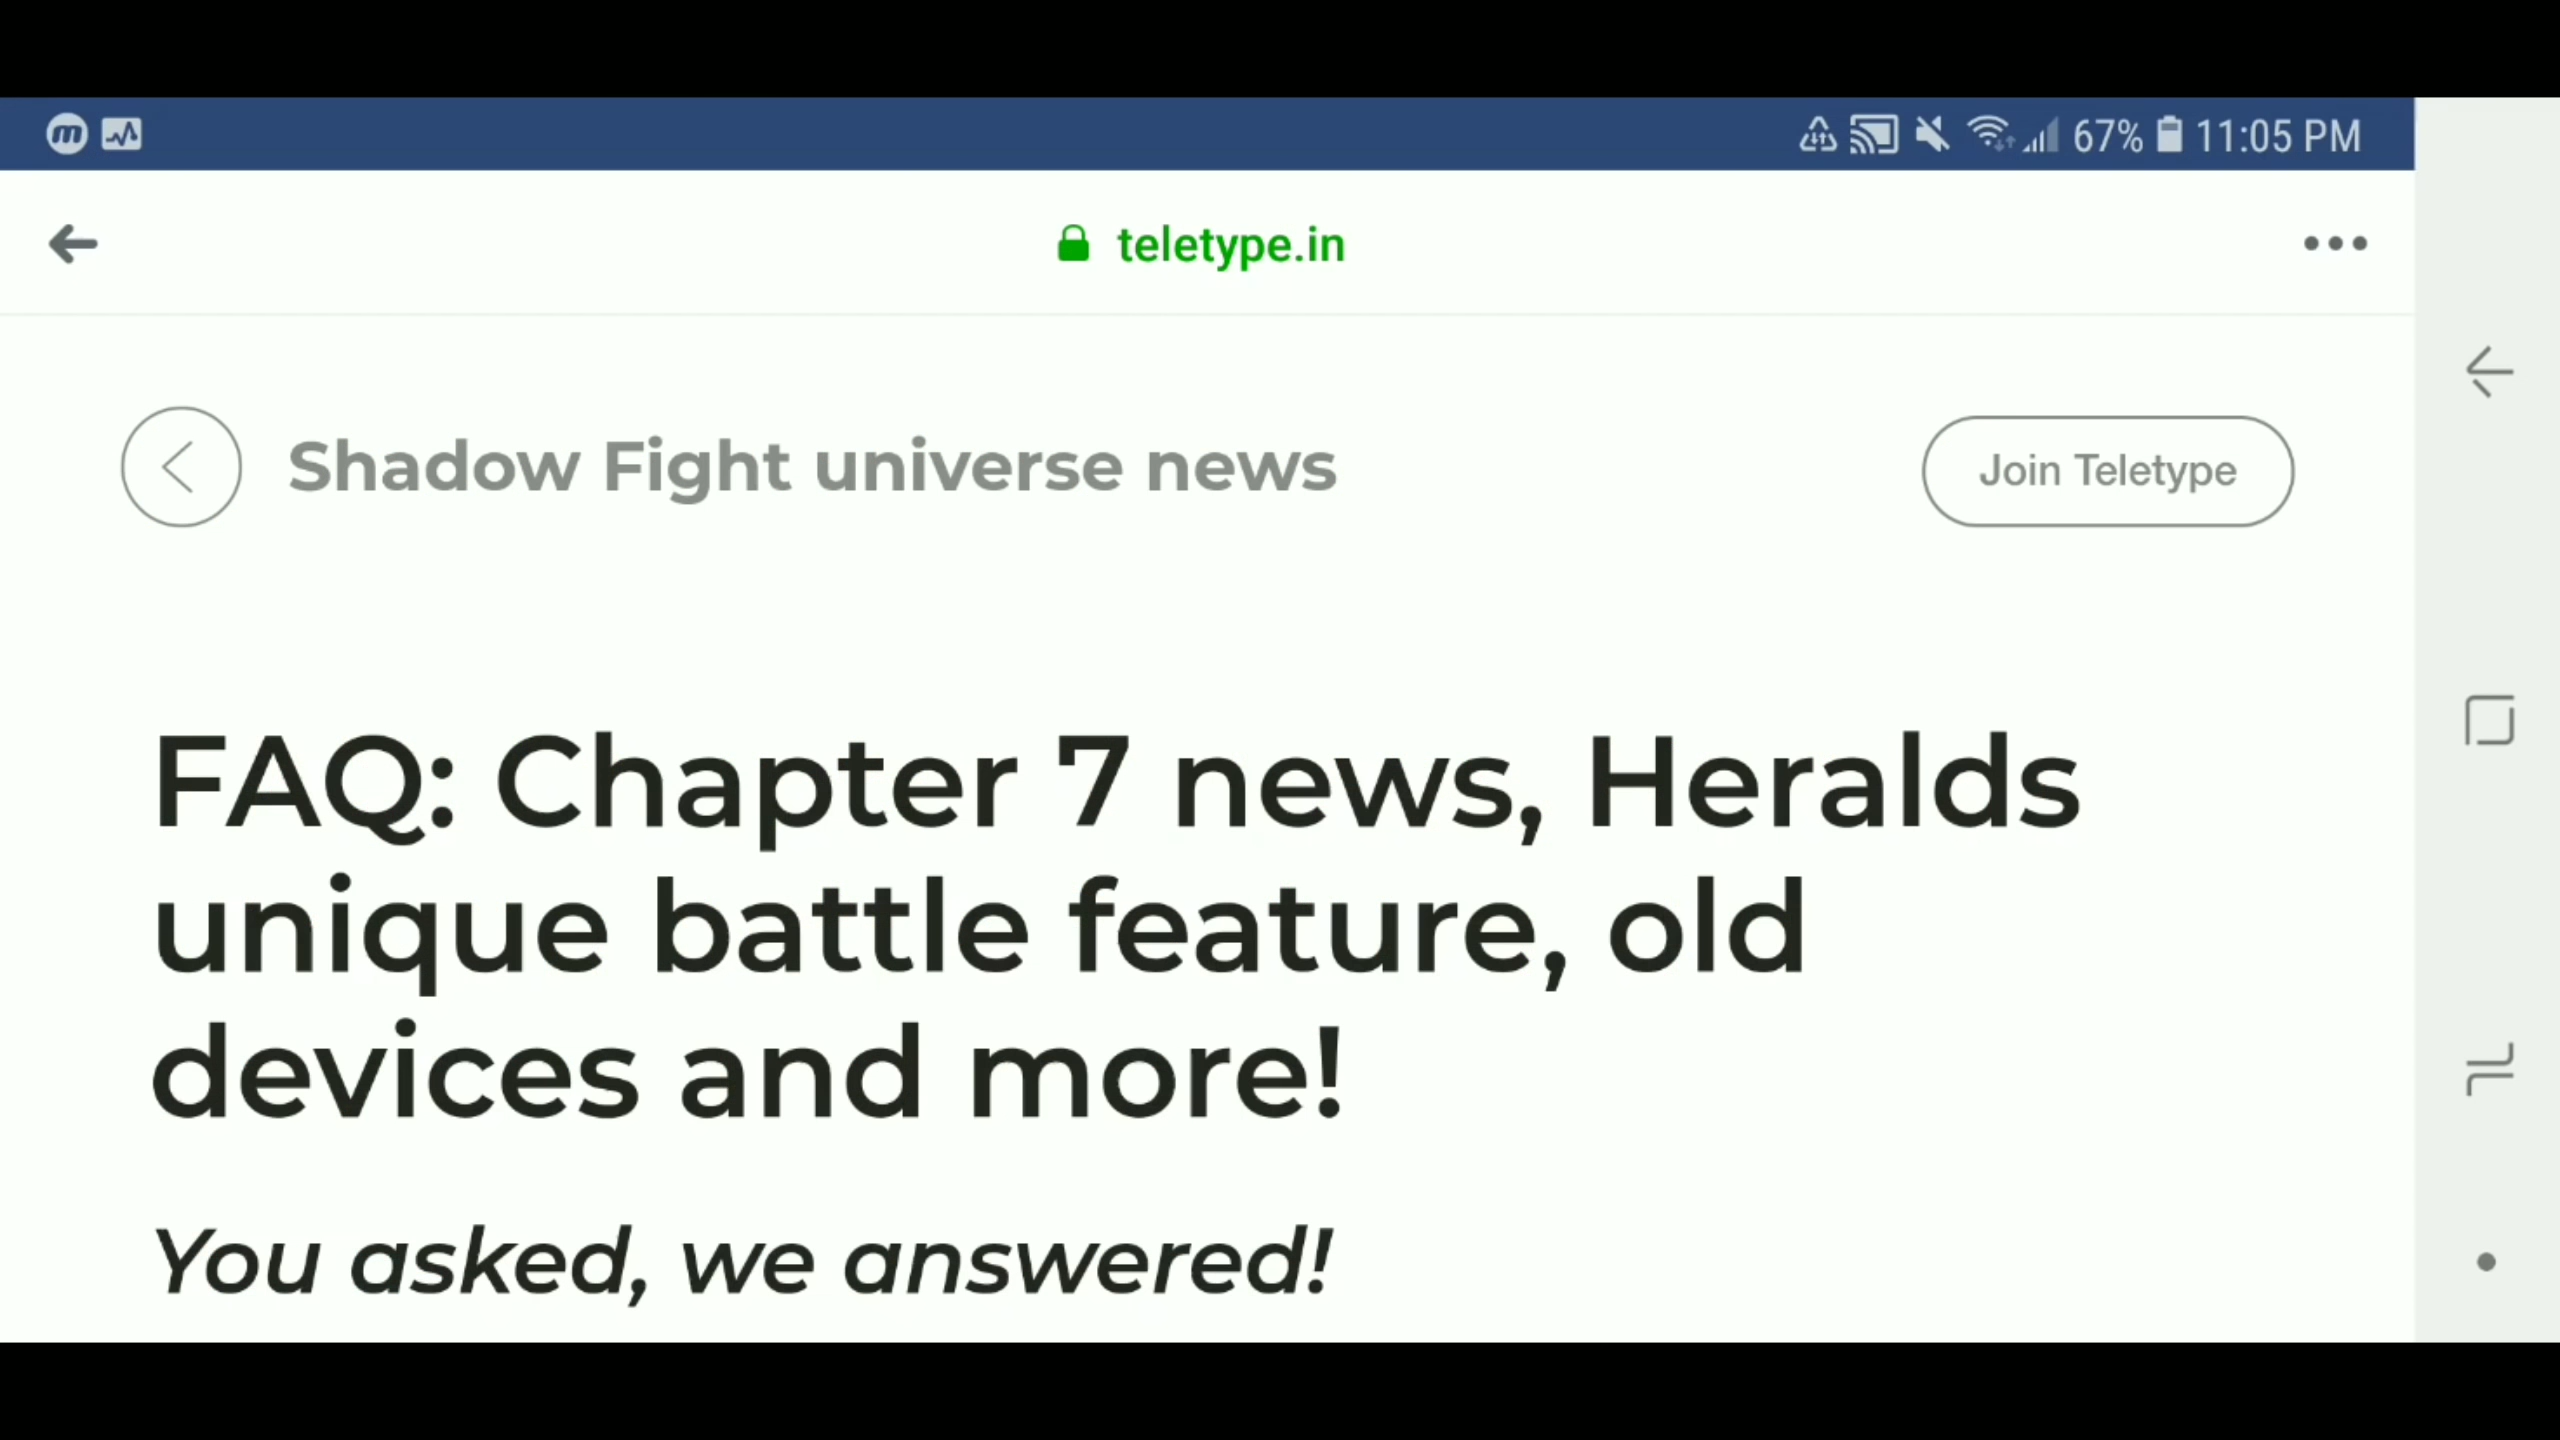 67% 11:05 PM
teletype.in
Shadow Fight universe news
Join Teletype
FAQ: Chapter 7 news, Heralds
unique battle feature, old
devices and more!
You asked, we answered!